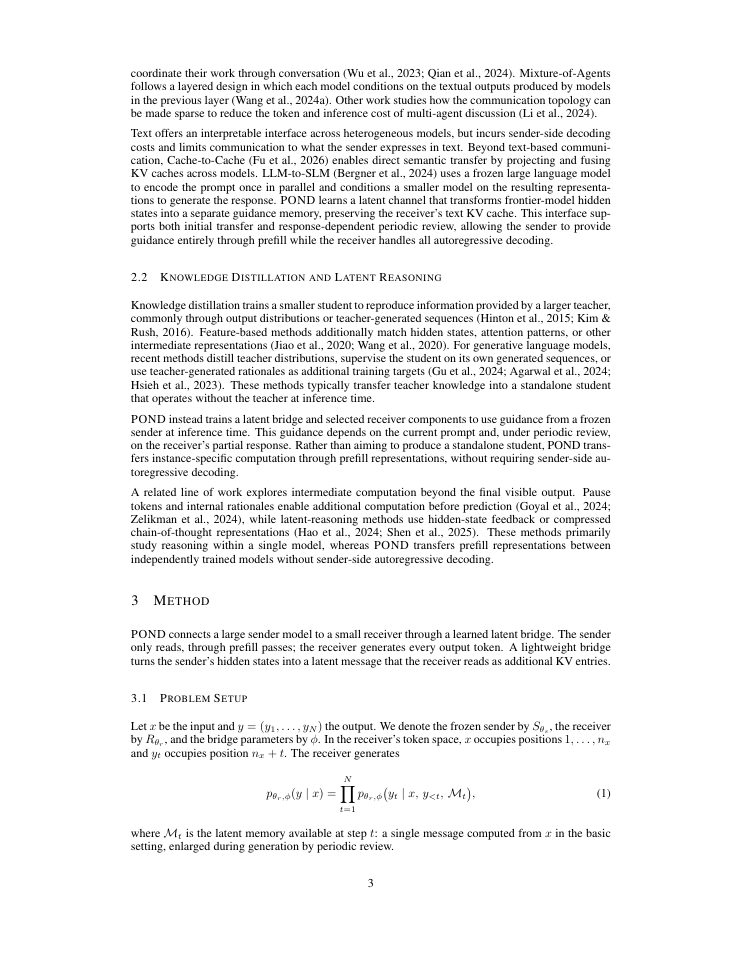 coordinate their work through conversation (Wu et al., 2023; Qian et al., 2024). Mixture-of-Agents
follows a layered design in which each model conditions on the textual outputs produced by models
in the previous layer (Wang et al., 2024a). Other work studies how the communication topology can
be made sparse to reduce the token and inference cost of multi-agent discussion (Li et al., 2024).
Text offers an interpretable interface across heterogeneous models, but incurs sender-side decoding
costs and limits communication to what the sender expresses in text. Beyond text-based communi-
cation, Cache-to-Cache (Fu et al., 2026) enables direct semantic transfer by projecting and fusing
KV caches across models. LLM-to-SLM (Bergner et al., 2024) uses a frozen large language model
to encode the prompt once in parallel and conditions a smaller model on the resulting representa-
tions to generate the response. POND learns a latent channel that transforms frontier-model hidden
states into a separate guidance memory, preserving the receiver's text KV cache. This interface sup-
ports both initial transfer and response-dependent periodic review, allowing the sender to provide
guidance entirely through prefill while the receiver handles all autoregressive decoding.
2.2 KNOWLEDGE DISTILLATION AND LATENT REASONING
Knowledge distillation trains a smaller student to reproduce information provided by a larger teacher,
commonly through output distributions or teacher-generated sequences (Hinton et al., 2015; Kim &
Rush, 2016). Feature-based methods additionally match hidden states, attention patterns, or other
intermediate representations (Jiao et al., 2020; Wang et al., 2020). For generative language models,
recent methods distill teacher distributions, supervise the student on its own generated sequences, or
use teacher-generated rationales as additional training targets (Gu et al., 2024; Agarwal et al., 2024;
Hsieh et al., 2023). These methods typically transfer teacher knowledge into a standalone student
that operates without the teacher at inference time.
POND instead trains a latent bridge and selected receiver components to use guidance from a frozen
sender at inference time. This guidance depends on the current prompt and, under periodic review,
on the receiver's partial response. Rather than aiming to produce a standalone student, POND trans-
fers instance-specific computation through prefill representations, without requiring sender-side au-
toregressive decoding.
A related line of work explores intermediate computation beyond the final visible output. Pause
tokens and internal rationales enable additional computation before prediction (Goyal et al., 2024;
Zelikman et al., 2024), while latent-reasoning methods use hidden-state feedback or compressed
chain-of-thought representations (Hao et al., 2024; Shen et al., 2025). These methods primarily
study reasoning within a single model, whereas POND transfers prefill representations between
independently trained models without sender-side autoregressive decoding.
3 METHOD
POND connects a large sender model to a small receiver through a learned latent bridge. The sender
only reads, through prefill passes; the receiver generates every output token. A lightweight bridge
turns the sender's hidden states into a latent message that the receiver reads as additional KV entries.
3.1 PROBLEM SETUP
Let x be the input and y = (y₁, . . . , y_N) the output. We denote the frozen sender by S_{θ_s}, the receiver
by R_{θ_r}, and the bridge parameters by ϕ. In the receiver's token space, x occupies positions 1, . . . , n_x
and y_t occupies position n_x + t. The receiver generates
p_{θ_r,ϕ}(y | x) = ∏_{t=1}^{N} p_{θ_r,ϕ}(y_t | x, y_{<t}, ℳ_t), (1)
where ℳ_t is the latent memory available at step t: a single message computed from x in the basic
setting, enlarged during generation by periodic review.
3